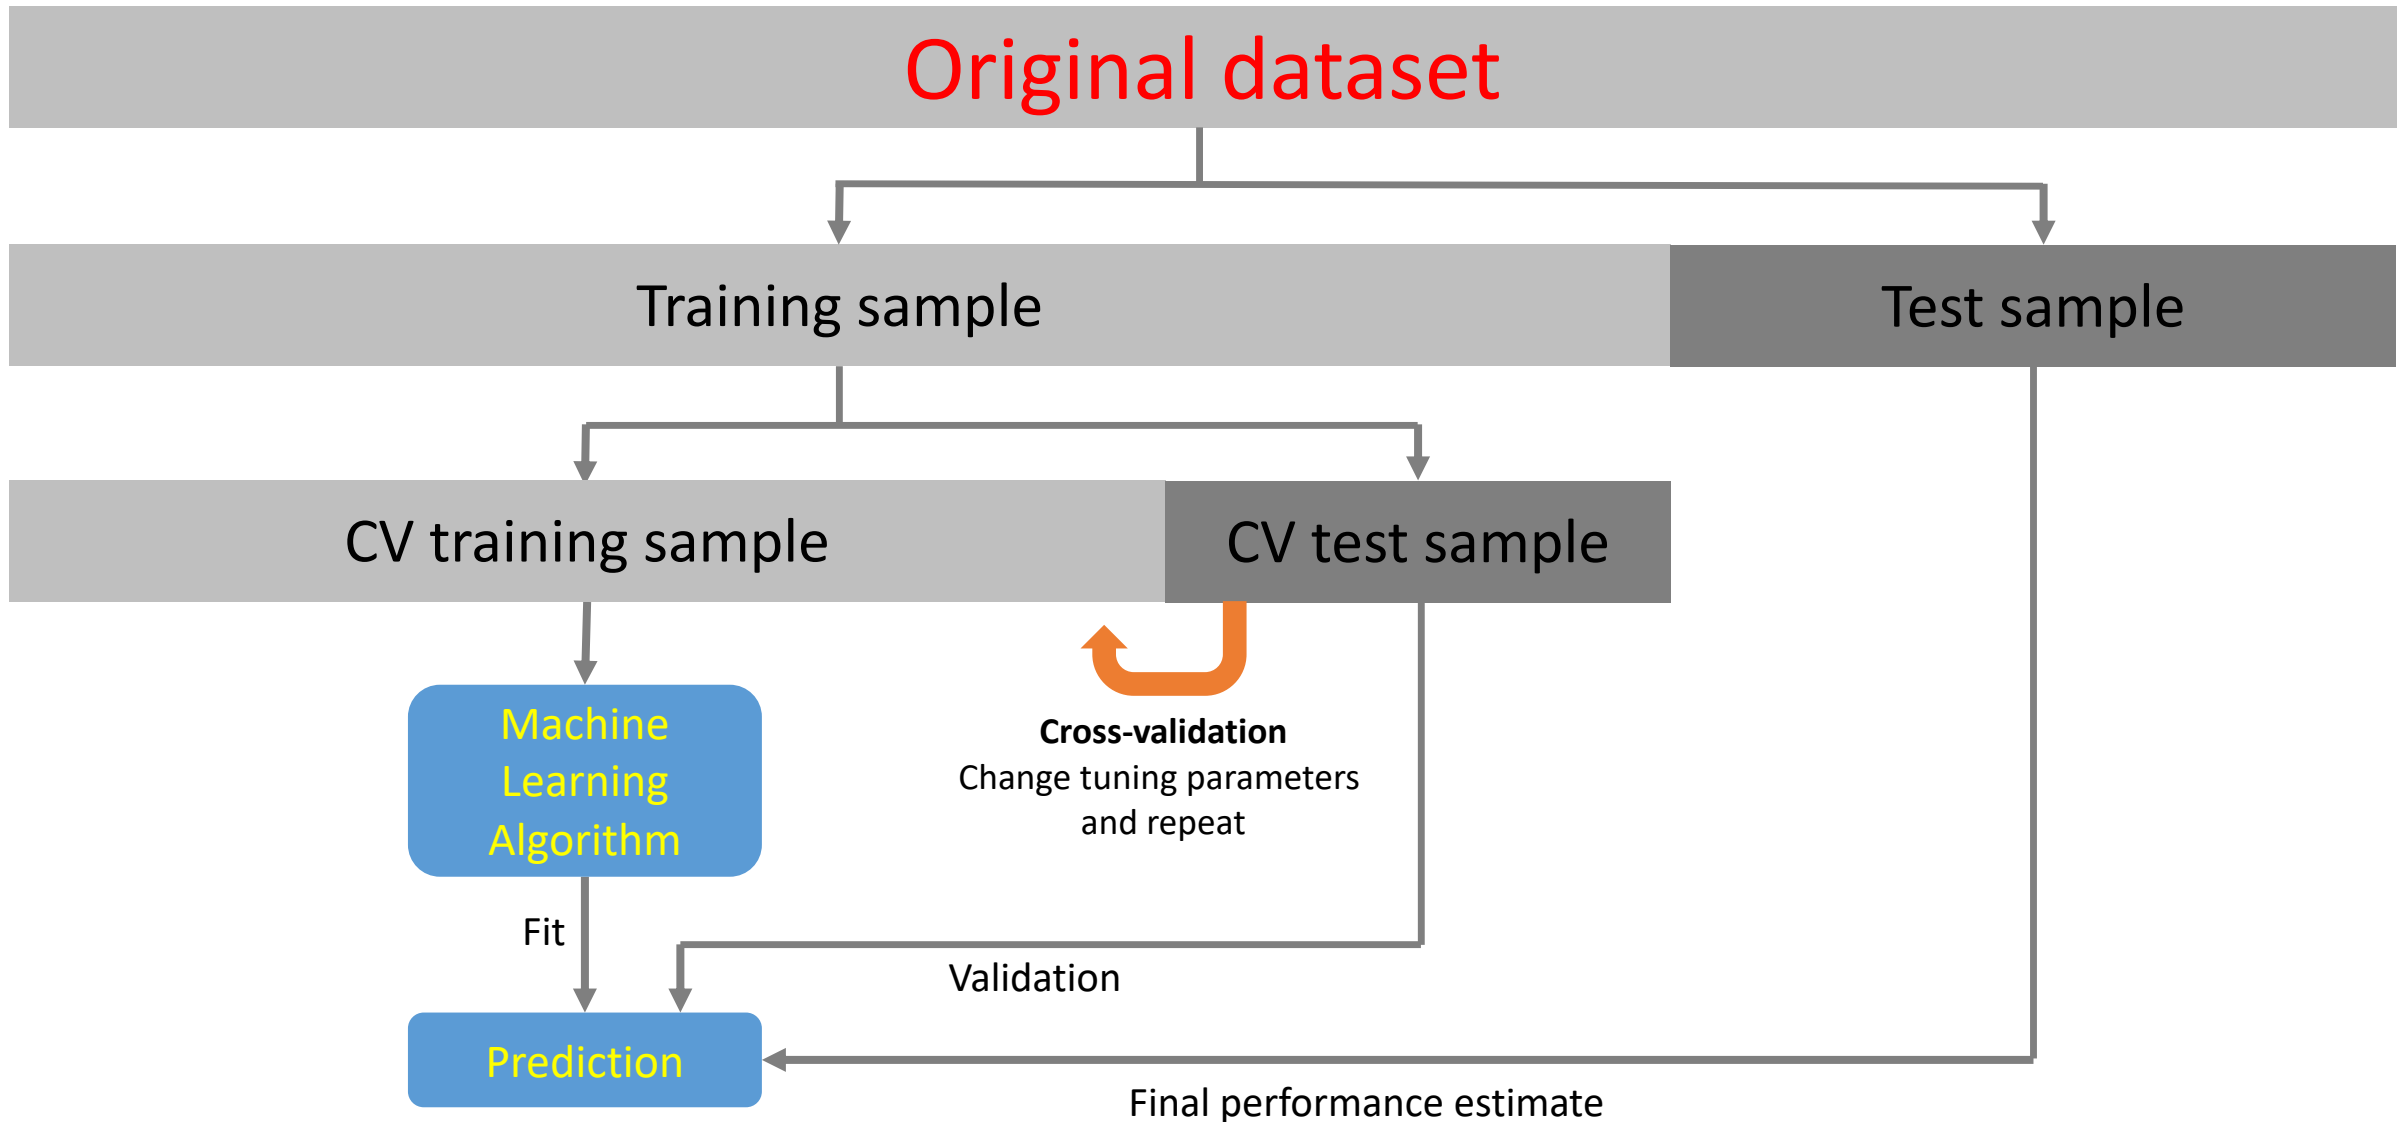 Original dataset
Training sample
Test sample
CV training sample
CV test sample
Machine
Learning
Algorithm
Cross-validation
Change tuning parameters
and repeat
Fit
Validation
Prediction
Final performance estimate